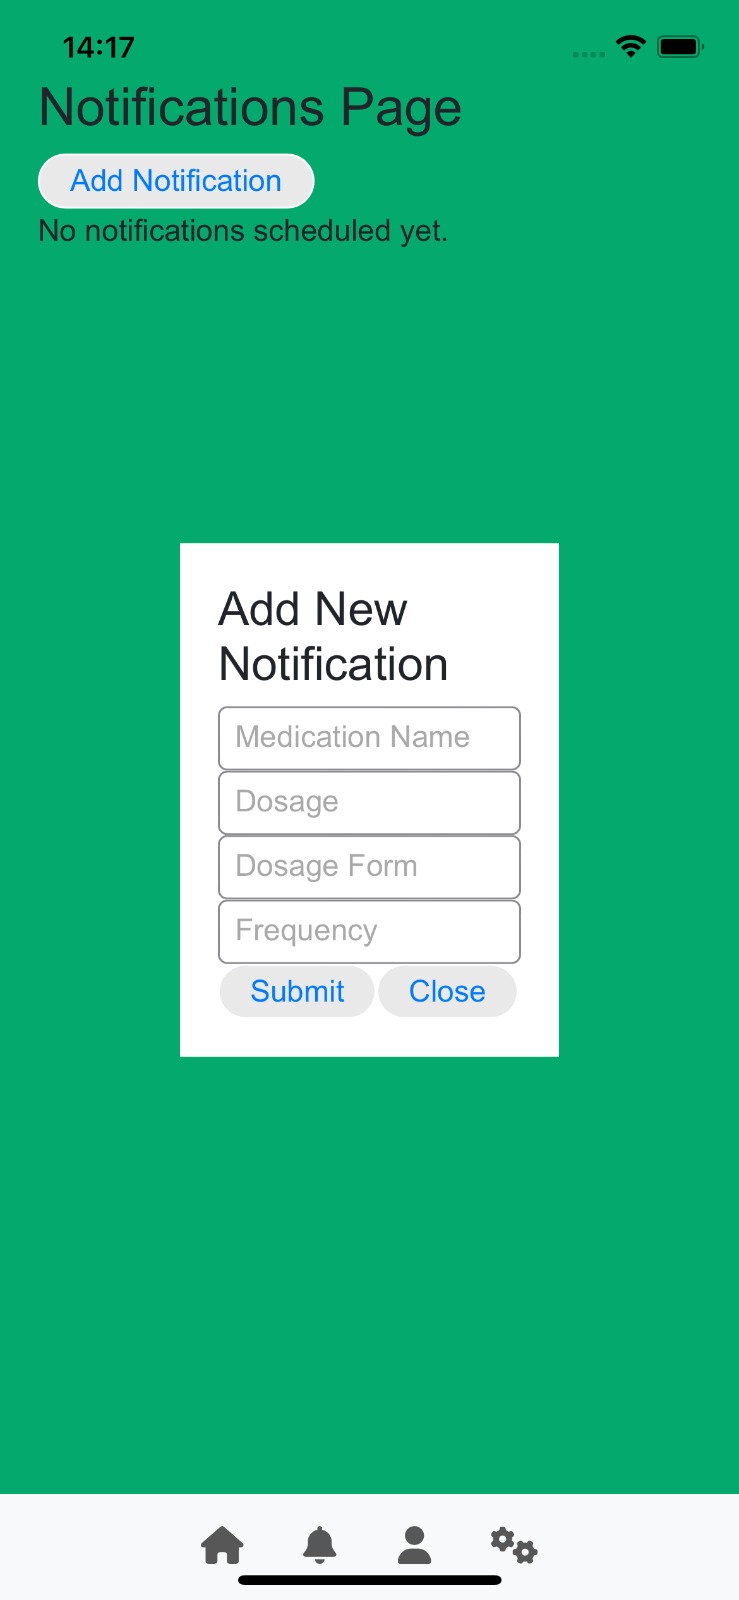 14:17
Notifications Page
Add Notification
No notifications scheduled yet.
Add New
Notification
Medication Name
Dosage
Dosage Form
Frequency
Submit Close